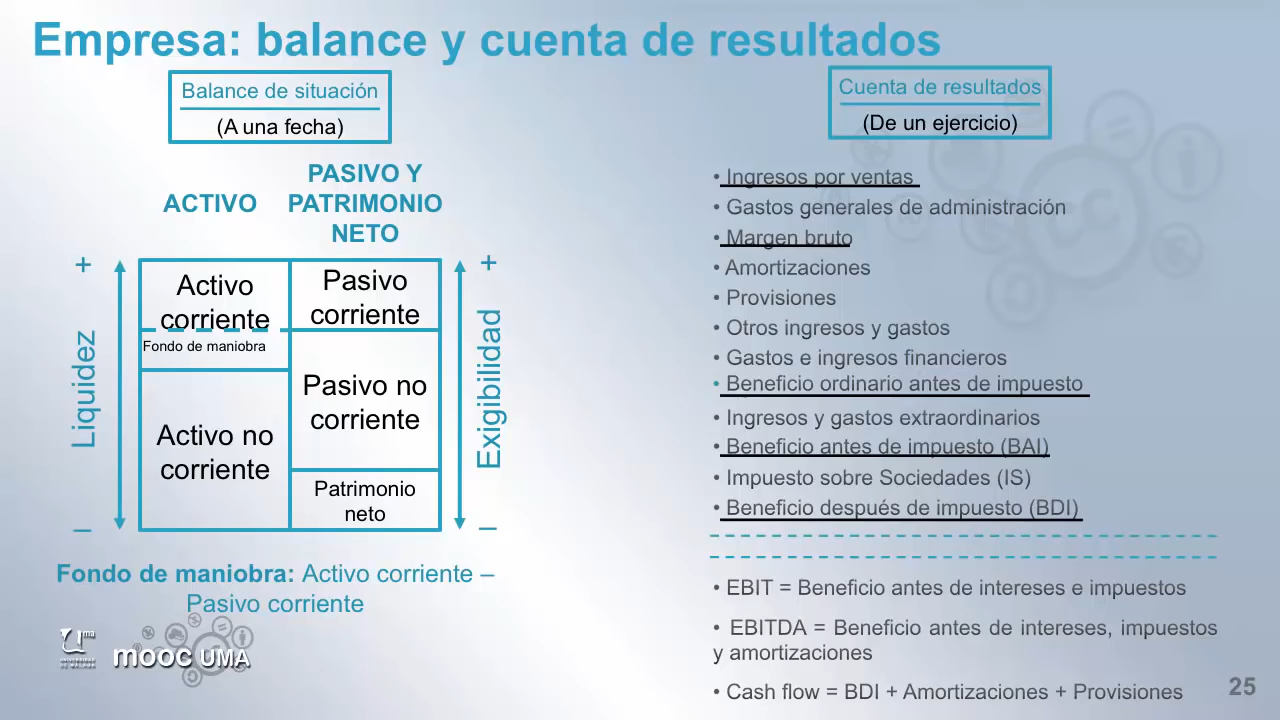 Empresa: balance y cuenta de resultados
Balance de situación
(A una fecha)
ACTIVO
PASIVO Y
PATRIMONIO
NETO
+
Liquidez
–
Activo
corriente
Fondo de maniobra
Activo no
corriente
Pasivo
corriente
Pasivo no
corriente
Patrimonio
neto
+
Exigibilidad
–
Fondo de maniobra: Activo corriente –
Pasivo corriente
Cuenta de resultados
(De un ejercicio)
• Ingresos por ventas
• Gastos generales de administración
• Margen bruto
• Amortizaciones
• Provisiones
• Otros ingresos y gastos
• Gastos e ingresos financieros
• Beneficio ordinario antes de impuesto
• Ingresos y gastos extraordinarios
• Beneficio antes de impuesto (BAI)
• Impuesto sobre Sociedades (IS)
• Beneficio después de impuesto (BDI)
• EBIT = Beneficio antes de intereses e impuestos
• EBITDA = Beneficio antes de intereses, impuestos
y amortizaciones
• Cash flow = BDI + Amortizaciones + Provisiones
uma
UNIVERSIDAD
DE MÁLAGA
mooc UMA
25